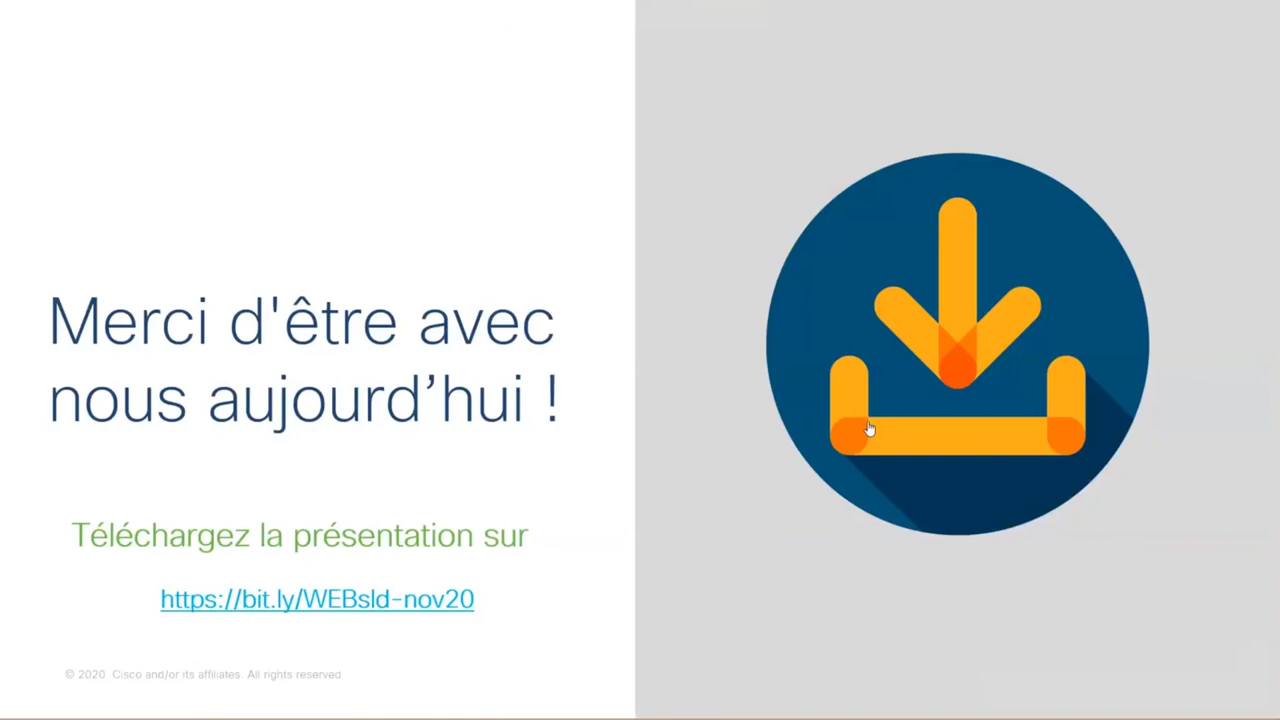 Merci d'être avec
nous aujourd’hui !
Téléchargez la présentation sur
https://bit.ly/WEBsld-nov20
© 2020 Cisco and/or its affiliates. All rights reserved.